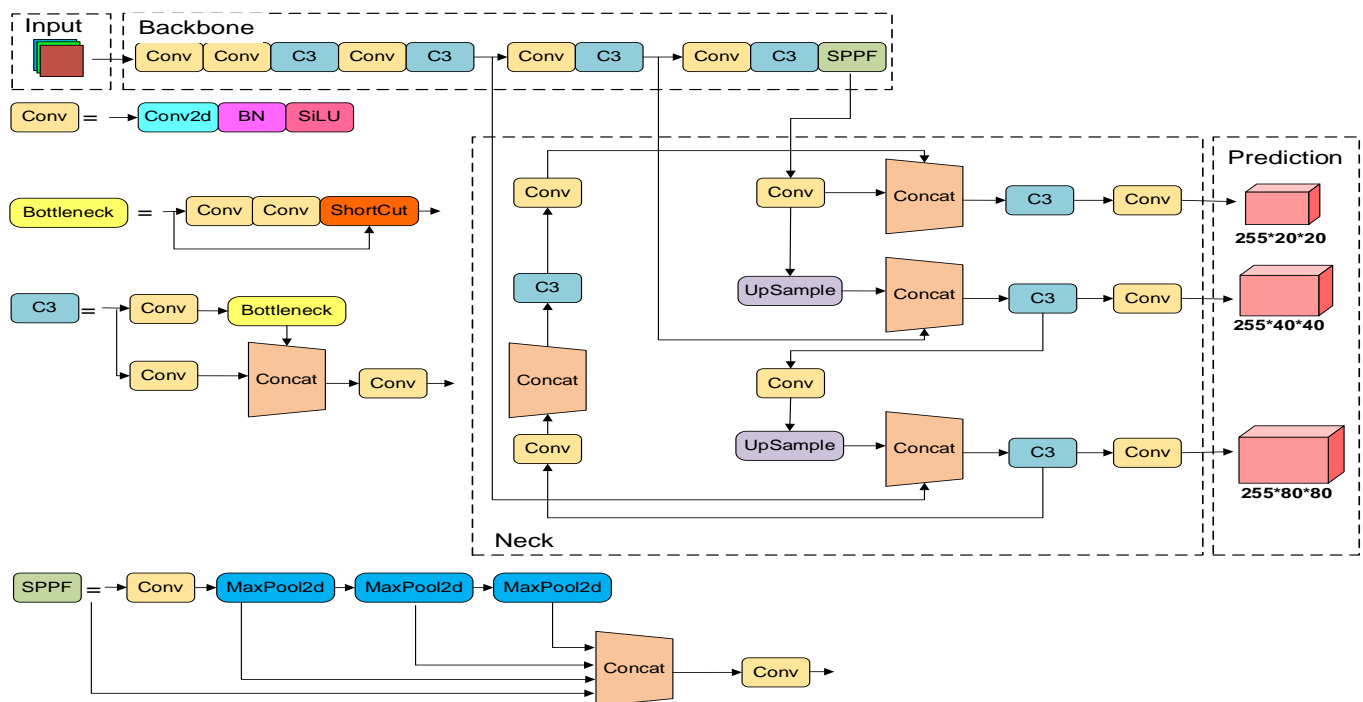 Input
Backbone
Conv Conv C3 Conv C3 Conv C3 Conv C3 SPPF
Conv = Conv2d BN SiLU
Bottleneck = Conv Conv ShortCut
C3 = Conv Bottleneck
Conv Concat Conv
Conv Conv Concat C3 Conv
Prediction
255*20*20
C3 UpSample Concat C3 Conv
255*40*40
Concat Conv
Conv UpSample Concat C3 Conv
255*80*80
Neck
SPPF = Conv MaxPool2d MaxPool2d MaxPool2d
Concat Conv